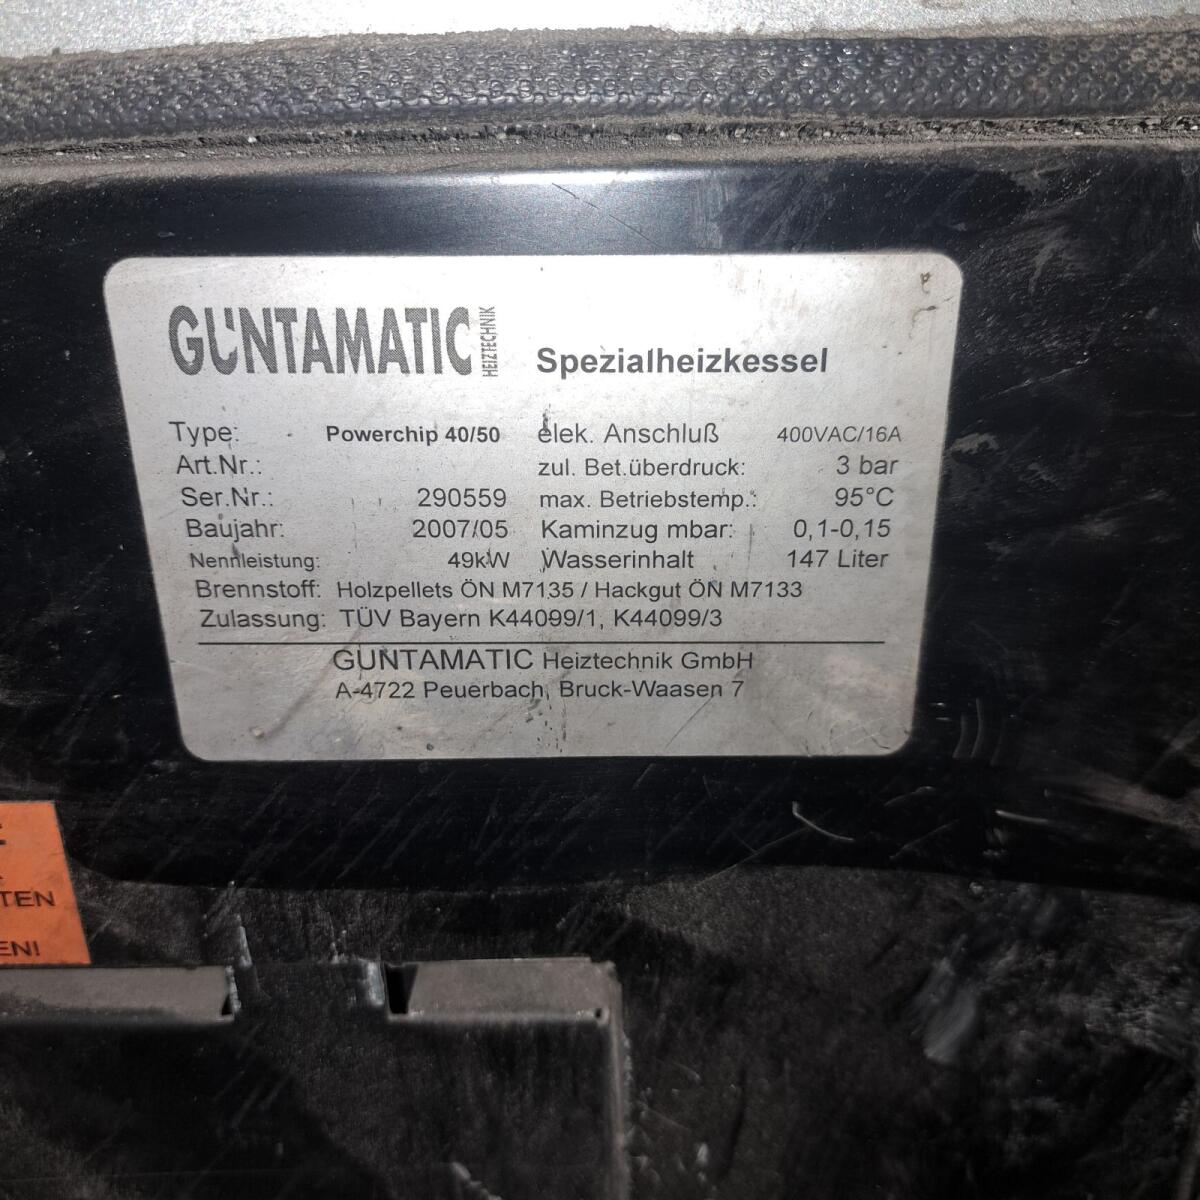 GUNTAMATIC HEIZTECHNIK Spezialheizkessel
Type: Powerchip 40/50 elek. Anschluß 400VAC/16A
Art.Nr.: zul. Bet.überdruck: 3 bar
Ser.Nr.: 290559 max. Betriebstemp.: 95°C
Baujahr: 2007/05 Kaminzug mbar: 0,1-0,15
Nennleistung: 49kW Wasserinhalt 147 Liter
Brennstoff: Holzpellets ÖN M7135 / Hackgut ÖN M7133
Zulassung: TÜV Bayern K44099/1, K44099/3
GUNTAMATIC Heiztechnik GmbH
A-4722 Peuerbach, Bruck-Waasen 7
TEN
EN!